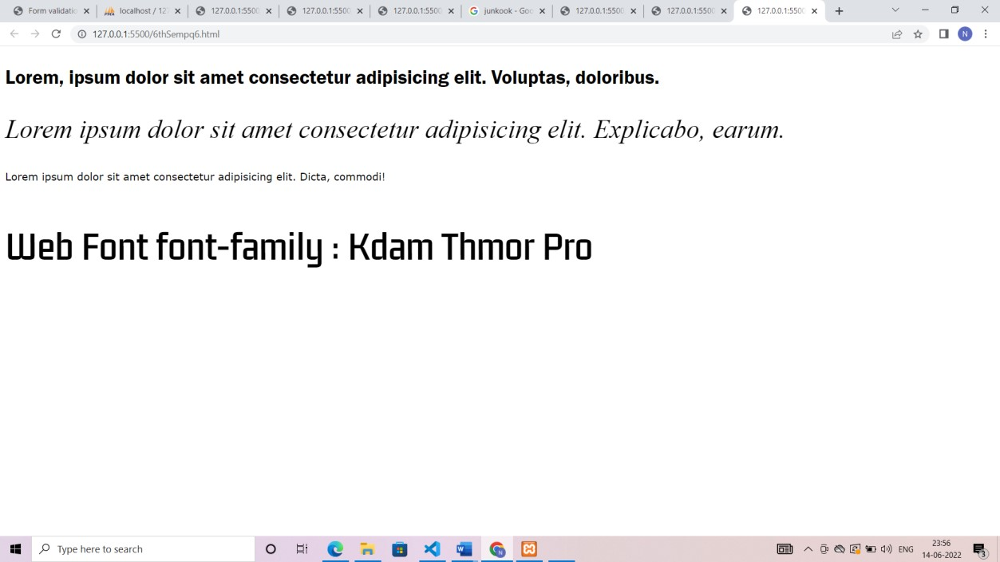 Form validatio
localhost / 127
127.0.0.1:5500
127.0.0.1:5500
127.0.0.1:5500
junkook - Goo
127.0.0.1:5500
127.0.0.1:5500
127.0.0.1:5500
127.0.0.1:5500/6thSempq6.html
N
Lorem, ipsum dolor sit amet consectetur adipisicing elit. Voluptas, doloribus.
Lorem ipsum dolor sit amet consectetur adipisicing elit. Explicabo, earum.
Lorem ipsum dolor sit amet consectetur adipisicing elit. Dicta, commodi!
Web Font font-family : Kdam Thmor Pro
Type here to search
N
ENG
23:56
14-06-2022
3